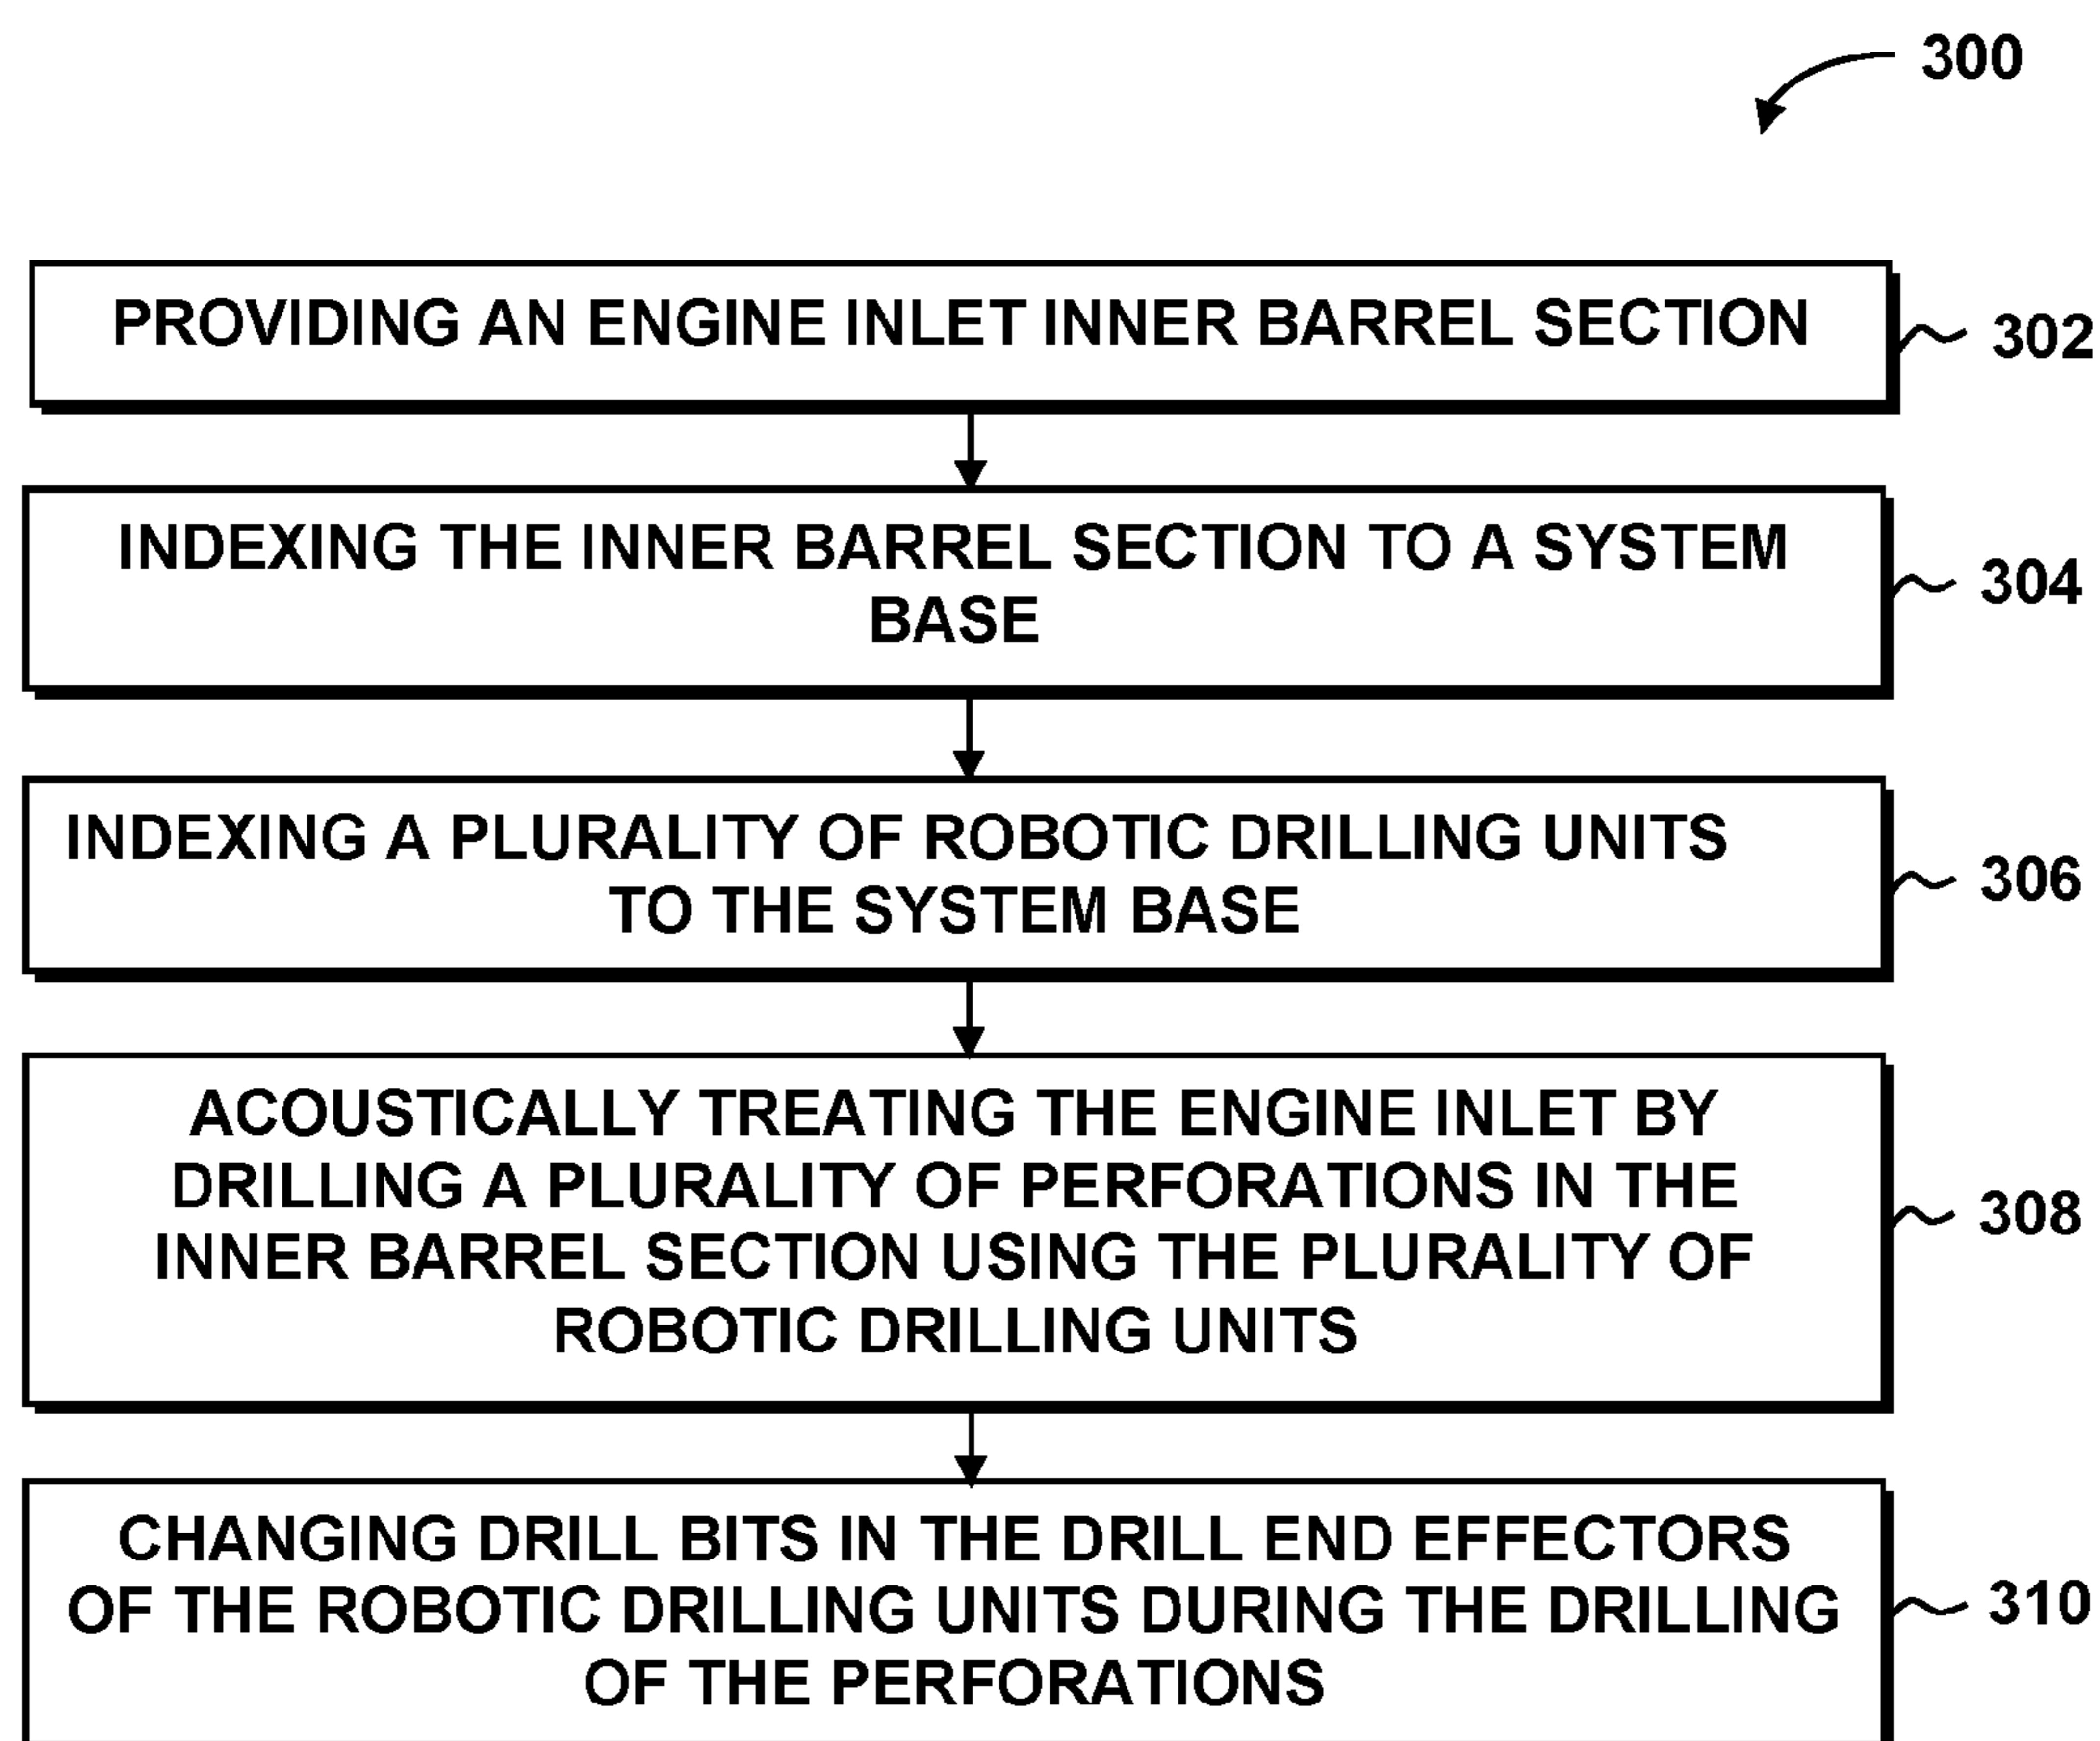 300
PROVIDING AN ENGINE INLET INNER BARREL SECTION
302
INDEXING THE INNER BARREL SECTION TO A SYSTEM
BASE
304
INDEXING A PLURALITY OF ROBOTIC DRILLING UNITS
TO THE SYSTEM BASE
306
ACOUSTICALLY TREATING THE ENGINE INLET BY
DRILLING A PLURALITY OF PERFORATIONS IN THE
INNER BARREL SECTION USING THE PLURALITY OF
ROBOTIC DRILLING UNITS
308
CHANGING DRILL BITS IN THE DRILL END EFFECTORS
OF THE ROBOTIC DRILLING UNITS DURING THE DRILLING
OF THE PERFORATIONS
310